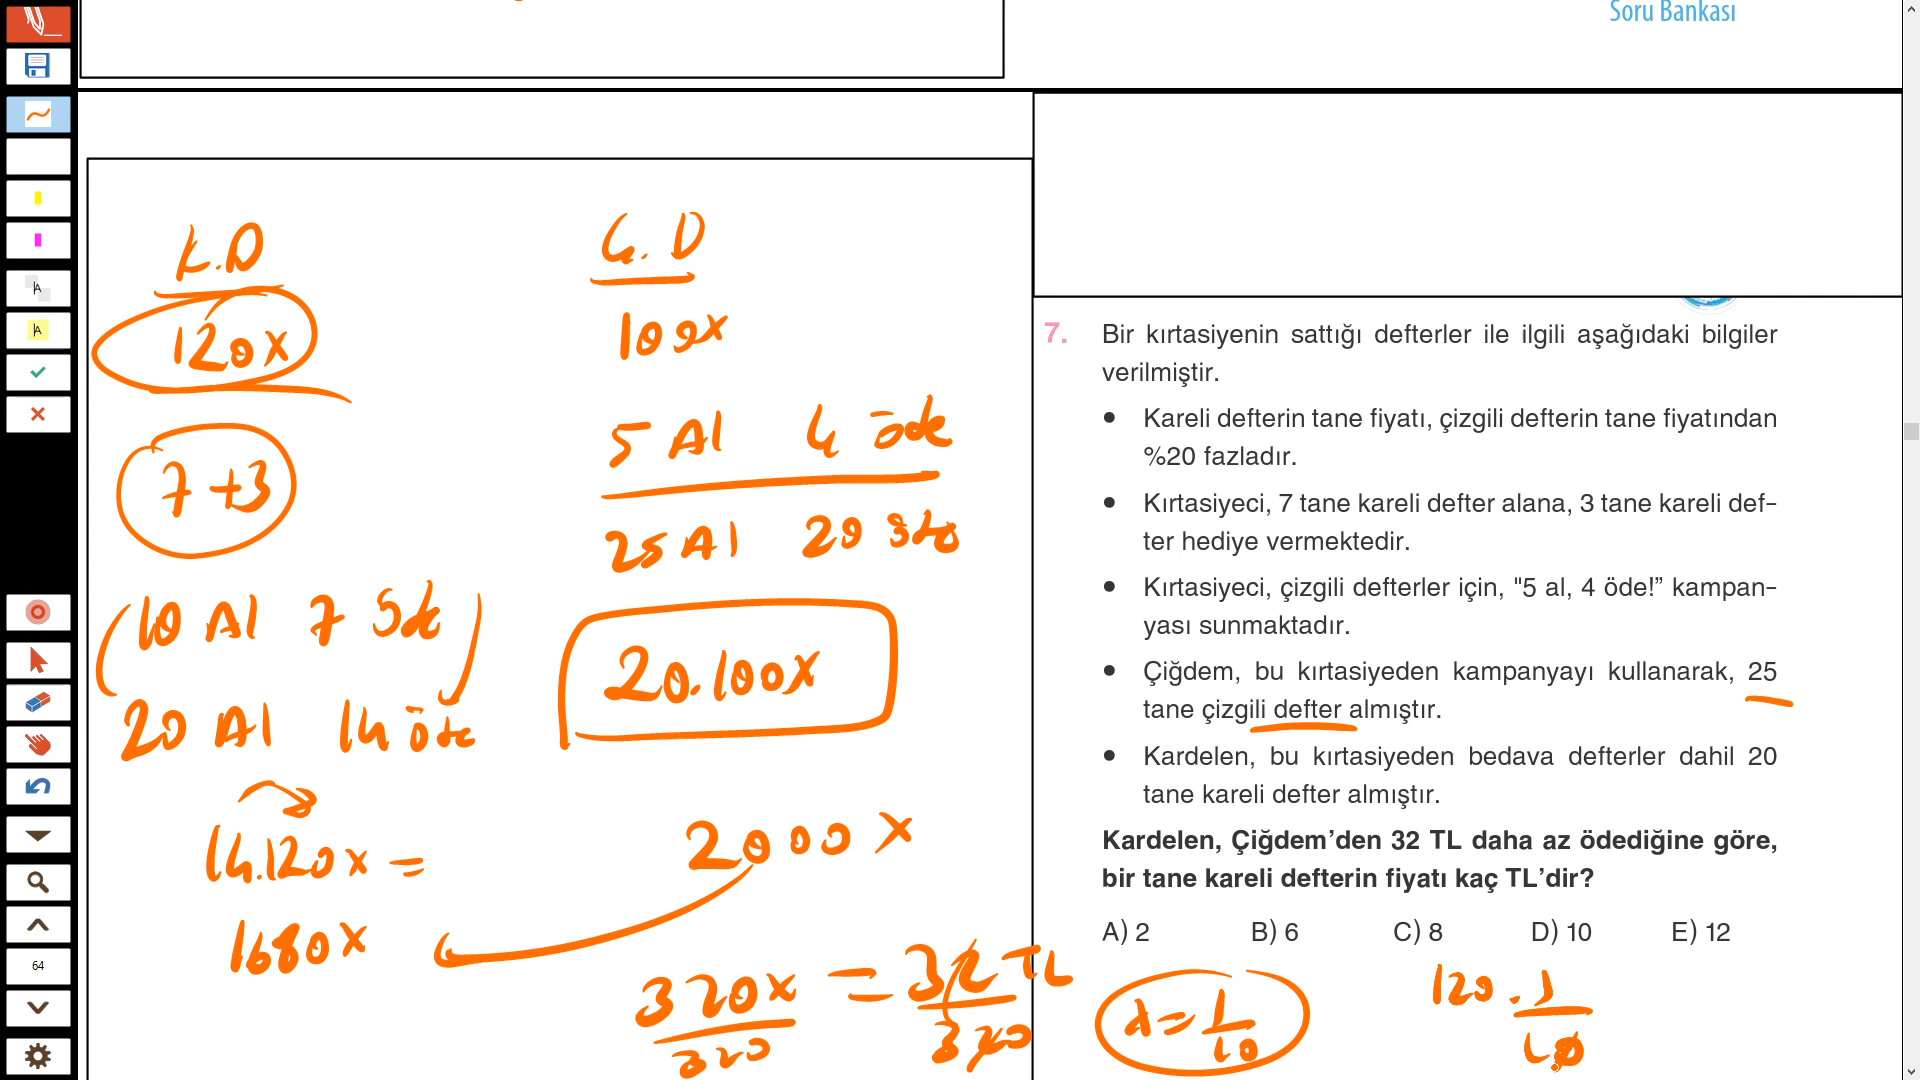 Soru Bankası
K.D
120x
7+3
10 Al 7 Öde
20 Al 14 öde
14.120x =
1680x
Ç.D
100x
5 Al 4 öde
25 Al 20 öde
20.100x
2000x
320x = 32 TL
320 320
7. Bir kırtasiyenin sattığı defterler ile ilgili aşağıdaki bilgiler
verilmiştir.
• Kareli defterin tane fiyatı, çizgili defterin tane fiyatından
%20 fazladır.
• Kırtasiyeci, 7 tane kareli defter alana, 3 tane kareli def-
ter hediye vermektedir.
• Kırtasiyeci, çizgili defterler için, "5 al, 4 öde!” kampan-
yası sunmaktadır.
• Çiğdem, bu kırtasiyeden kampanyayı kullanarak, 25
tane çizgili defter almıştır.
• Kardelen, bu kırtasiyeden bedava defterler dahil 20
tane kareli defter almıştır.
Kardelen, Çiğdem’den 32 TL daha az ödediğine göre,
bir tane kareli defterin fiyatı kaç TL’dir?
A) 2 B) 6 C) 8 D) 10 E) 12
x = 1
10
120 . 1
10
64